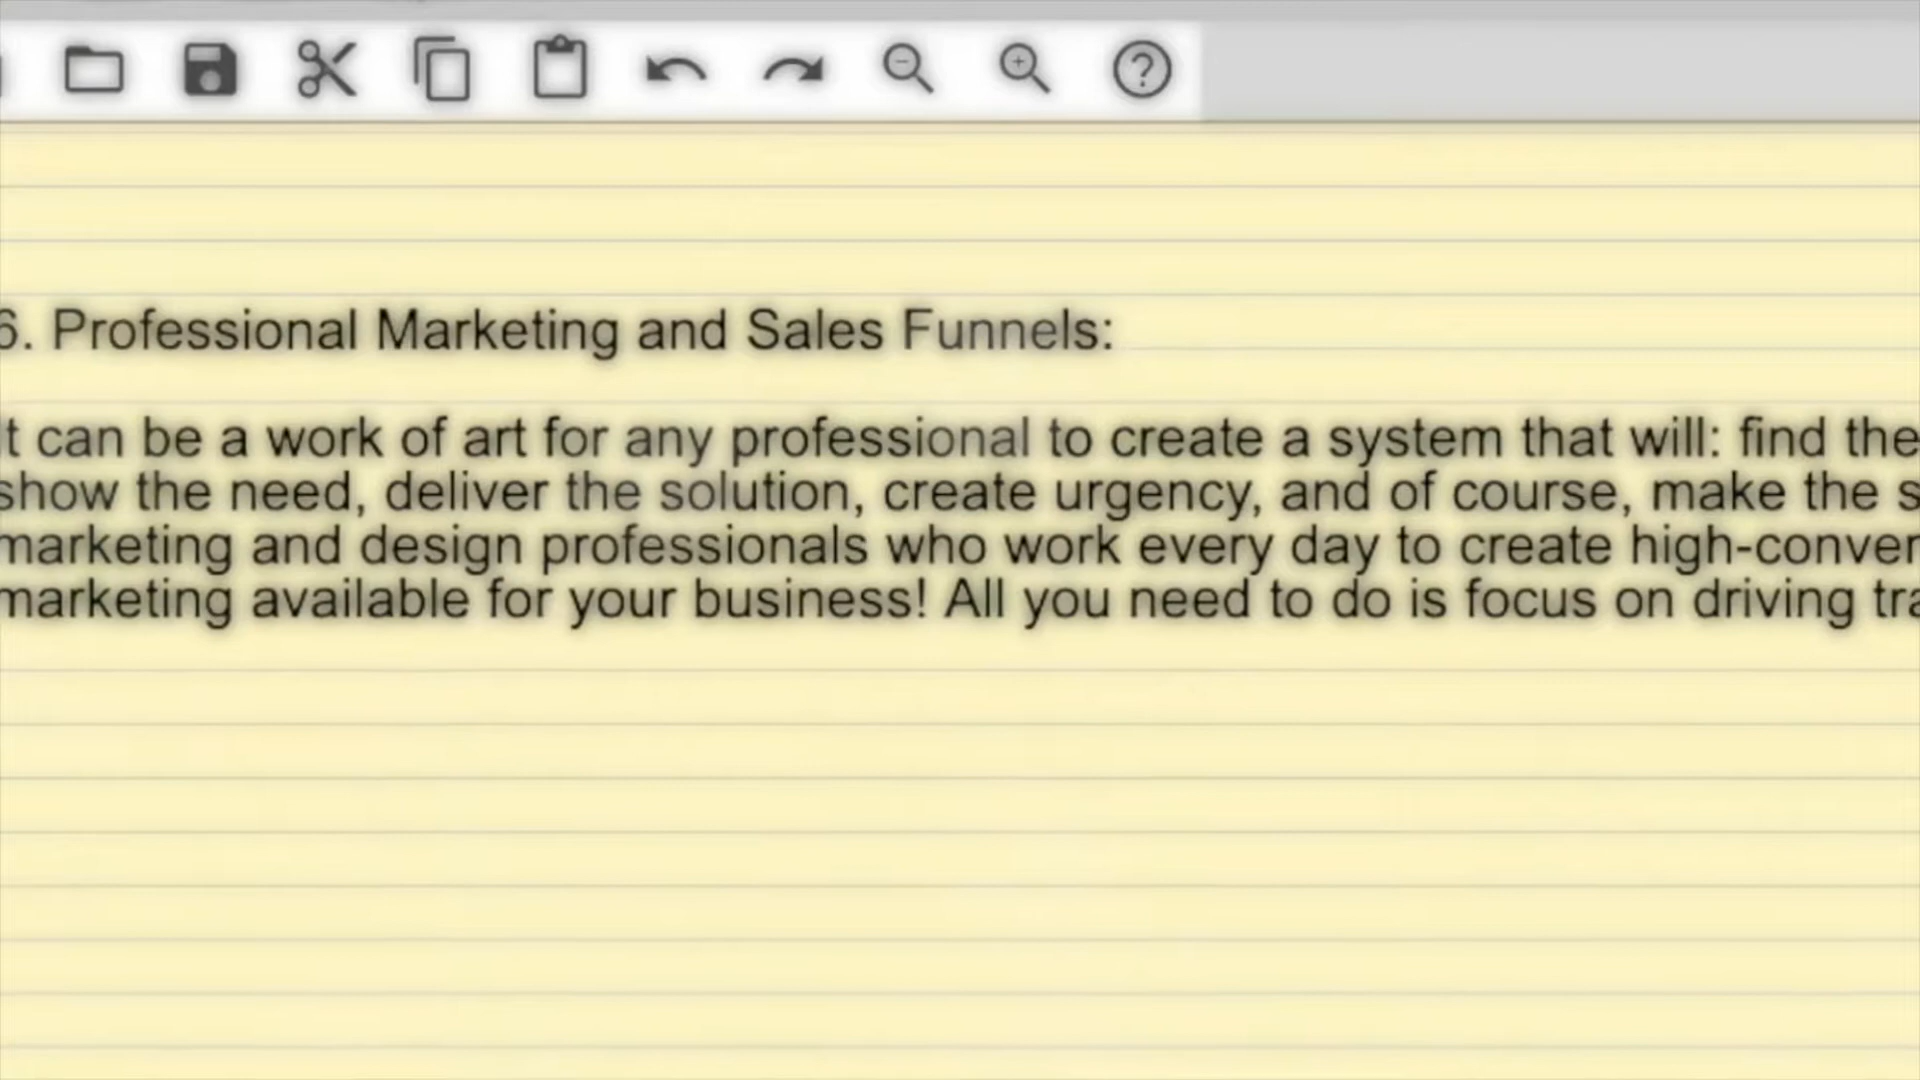 6. Professional Marketing and Sales Funnels:
t can be a work of art for any professional to create a system that will: find the
show the need, deliver the solution, create urgency, and of course, make the
marketing and design professionals who work every day to create high-conver
marketing available for your business! All you need to do is focus on driving